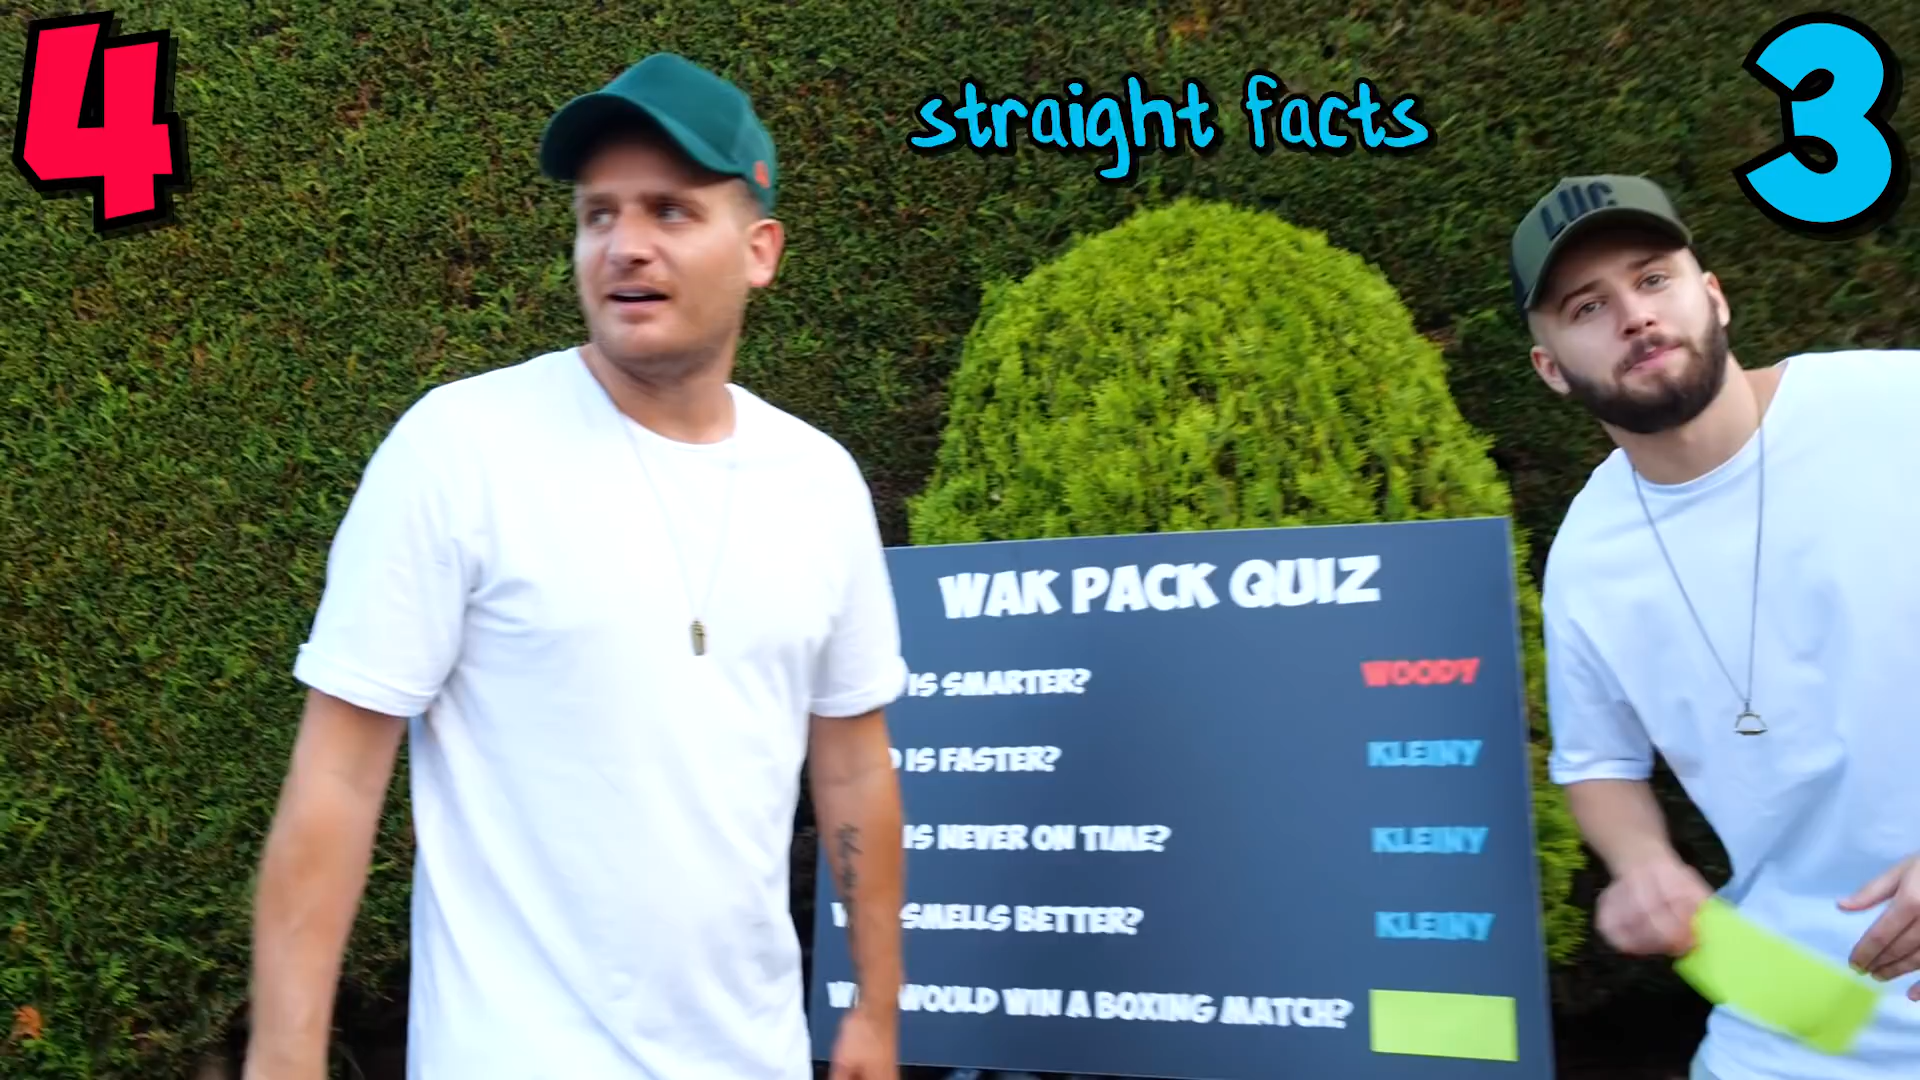 4
straight facts
3
LUC
WAK PACK QUIZ
IS SMARTER? WOODY
IS FASTER? KLEINY
IS NEVER ON TIME? KLEINY
SMELLS BETTER? KLEINY
WOULD WIN A BOXING MATCH?